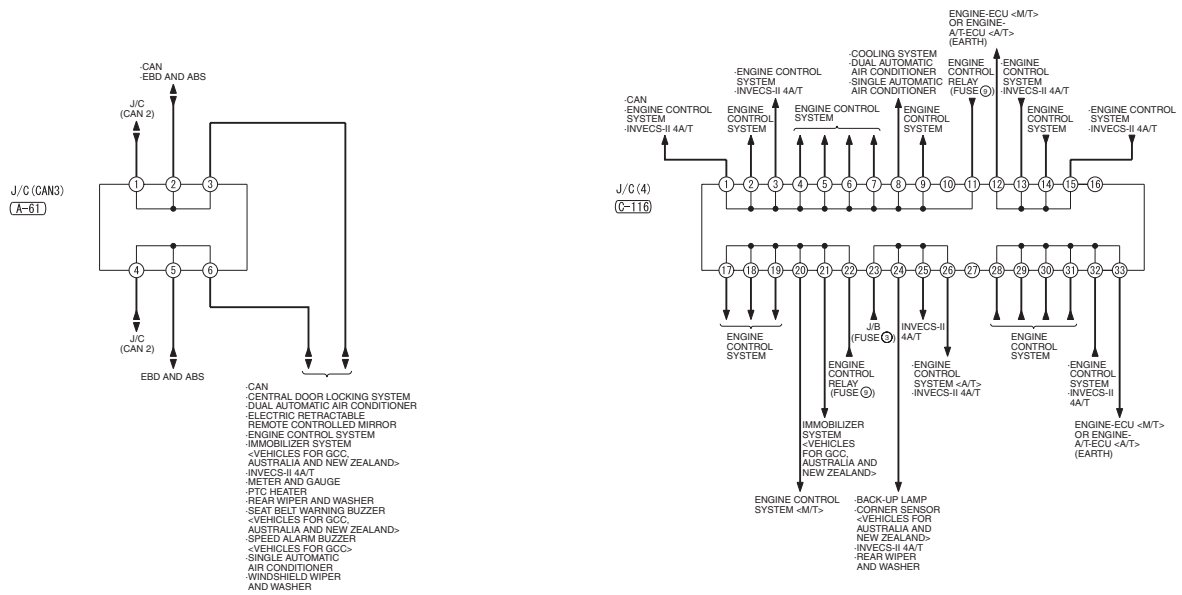 ·CAN
·EBD AND ABS
J/C
(CAN 2)
1
2
3
J/C(CAN3)
A-61
4
5
6
J/C
(CAN 2)
EBD AND ABS
·CAN
·CENTRAL DOOR LOCKING SYSTEM
·DUAL AUTOMATIC AIR CONDITIONER
·ELECTRIC RETRACTABLE
REMOTE CONTROLLED MIRROR
·ENGINE CONTROL SYSTEM
·IMMOBILIZER SYSTEM
<VEHICLES FOR GCC,
AUSTRALIA AND NEW ZEALAND>
·INVECS-II 4A/T
·METER AND GAUGE
·PTC HEATER
·REAR WIPER AND WASHER
·SEAT BELT WARNING BUZZER
<VEHICLES FOR GCC,
AUSTRALIA AND NEW ZEALAND>
·SPEED ALARM BUZZER
<VEHICLES FOR GCC>
·SINGLE AUTOMATIC
AIR CONDITIONER
·WINDSHIELD WIPER
AND WASHER
·CAN
·ENGINE CONTROL
SYSTEM
·INVECS-II 4A/T
ENGINE
CONTROL
SYSTEM
·ENGINE CONTROL
SYSTEM
·INVECS-II 4A/T
ENGINE CONTROL
SYSTEM
·COOLING SYSTEM
·DUAL AUTOMATIC
AIR CONDITIONER
·SINGLE AUTOMATIC
AIR CONDITIONER
ENGINE
CONTROL
SYSTEM
ENGINE
CONTROL
RELAY
(FUSE 9)
ENGINE-ECU <M/T>
OR ENGINE-
A/T-ECU <A/T>
(EARTH)
·ENGINE
CONTROL
SYSTEM
·INVECS-II 4A/T
ENGINE
CONTROL
SYSTEM
·ENGINE CONTROL
SYSTEM
·INVECS-II 4A/T
J/C(4)
C-116
1
2
3
4
5
6
7
8
9
10
11
12
13
14
15
16
17
18
19
20
21
22
23
24
25
26
27
28
29
30
31
32
33
ENGINE
CONTROL
SYSTEM
ENGINE CONTROL
SYSTEM <M/T>
IMMOBILIZER
SYSTEM
<VEHICLES
FOR GCC,
AUSTRALIA AND
NEW ZEALAND>
ENGINE
CONTROL
RELAY
(FUSE 9)
J/B
(FUSE 3)
·BACK-UP LAMP
·CORNER SENSOR
<VEHICLES FOR
AUSTRALIA AND
NEW ZEALAND>
·INVECS-II 4A/T
·REAR WIPER
AND WASHER
INVECS-II
4A/T
·ENGINE
CONTROL
SYSTEM <A/T>
·INVECS-II 4A/T
ENGINE
CONTROL
SYSTEM
·ENGINE
CONTROL
SYSTEM
·INVECS-II
4A/T
ENGINE-ECU <M/T>
OR ENGINE-
A/T-ECU <A/T>
(EARTH)